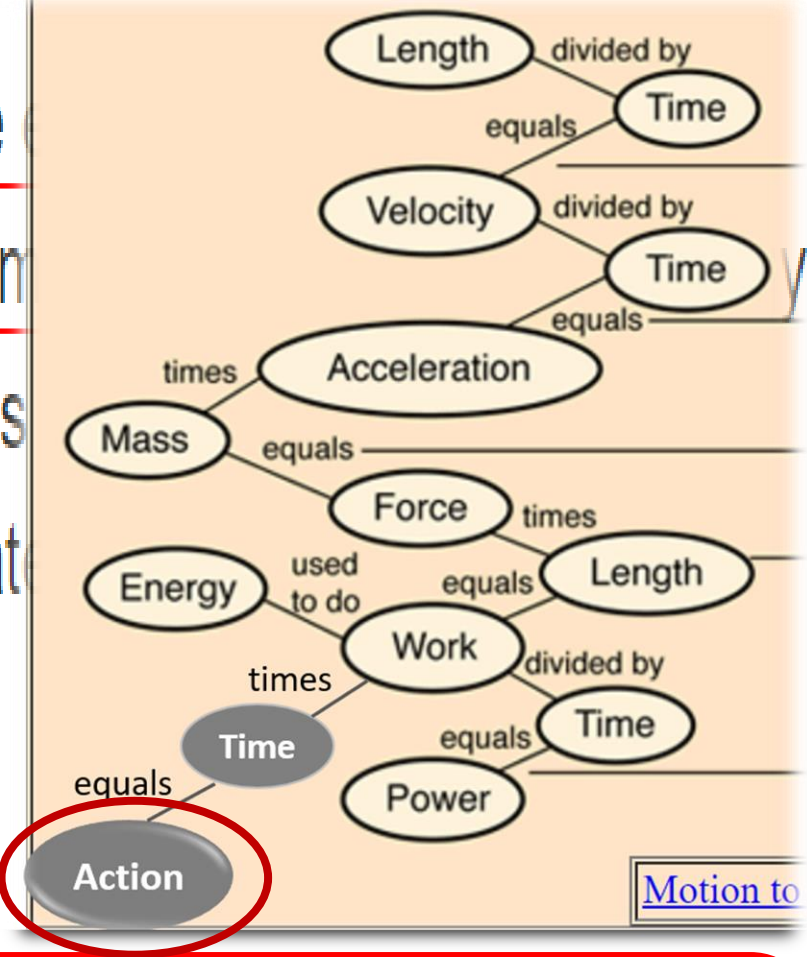 Length divided by
Time
equals
Velocity divided by
Time
equals
times Acceleration
Mass
equals
Force times
used
Energy to do equals Length
Work
divided by
times
Time Time
equals
equals
Power
Action
Motion to